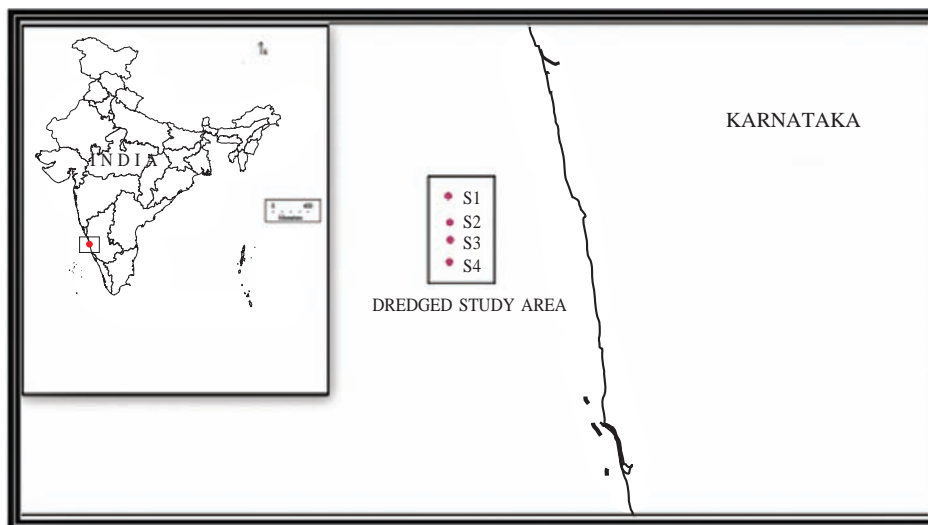 INDIA
KARNATAKA
S1
S2
S3
S4
DREDGED STUDY AREA